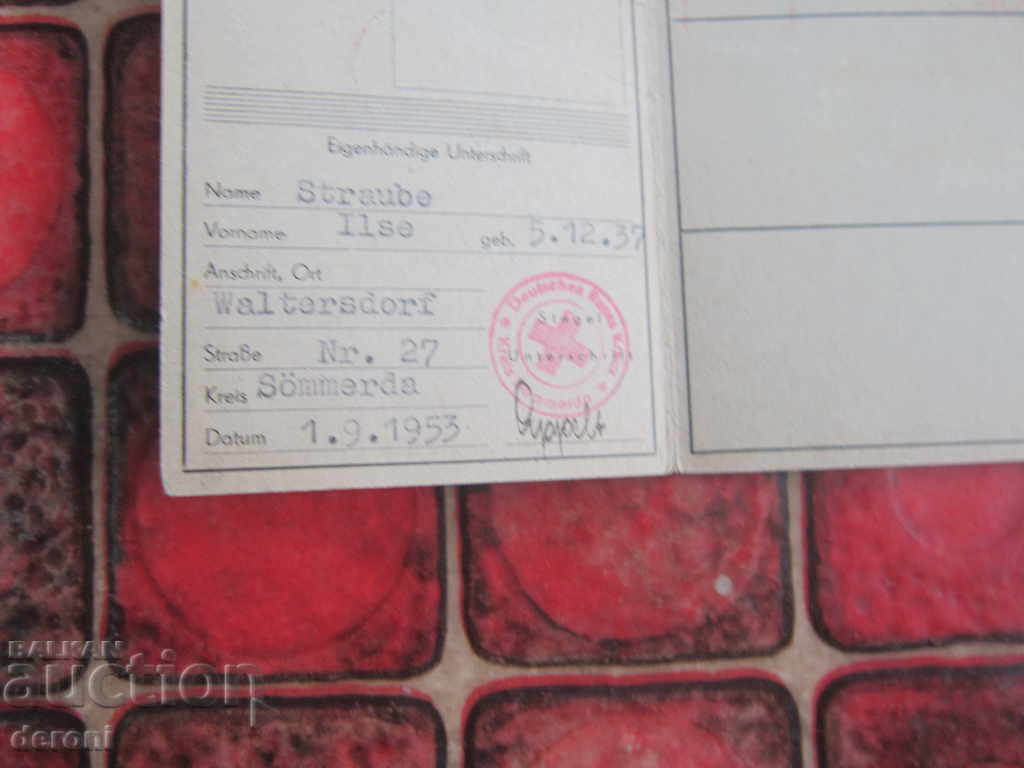 Eigenhändige Unterschrift
Name Straube
Vorname Ilse geb. 5.12.37
Anschrift, Ort
Waltersdorf
Straße Nr. 27
Kreis Sömmerda
Datum 1.9.1953
Deutsches Rotes Kreuz
Siegel
Unterschrift
BALKAN
auction
deroni